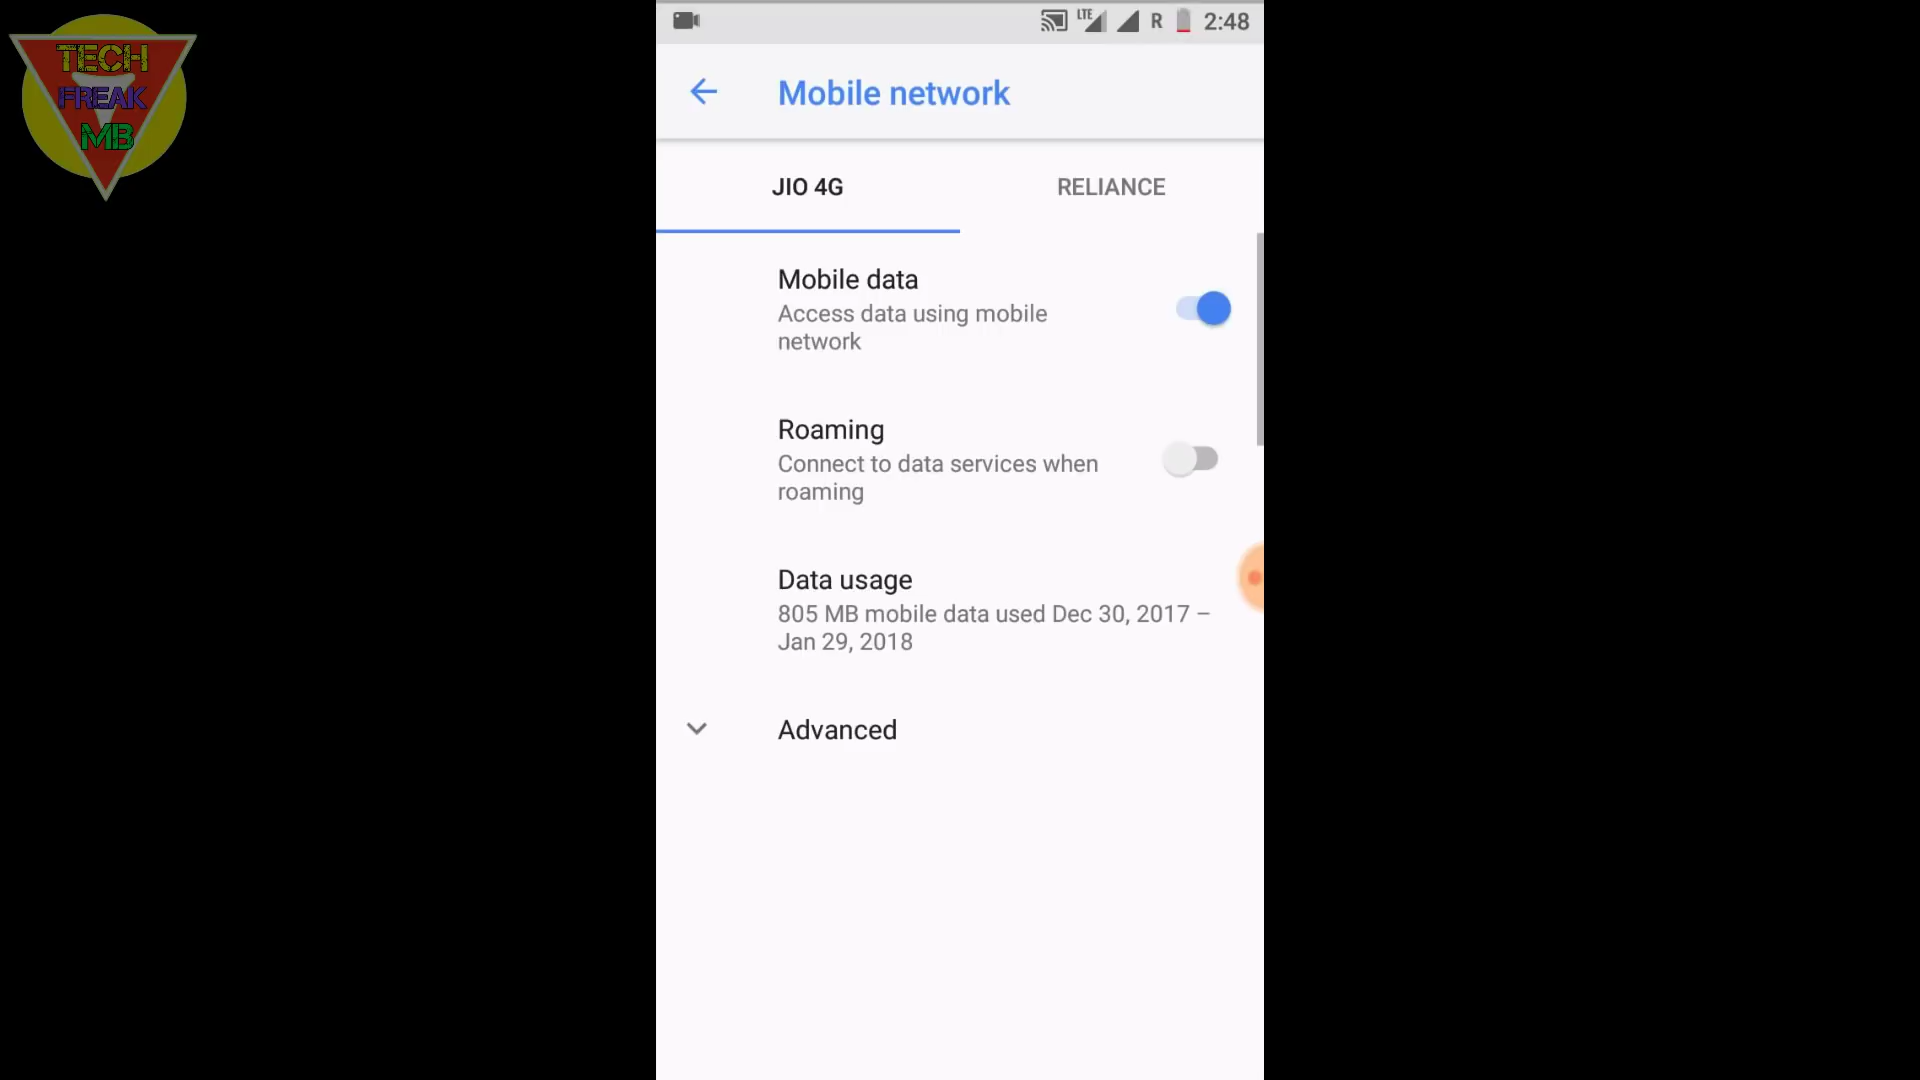 TECH
FREAK
MB
LTE R 2:48
Mobile network
JIO 4G RELIANCE
Mobile data
Access data using mobile
network
Roaming
Connect to data services when
roaming
Data usage
805 MB mobile data used Dec 30, 2017 –
Jan 29, 2018
Advanced